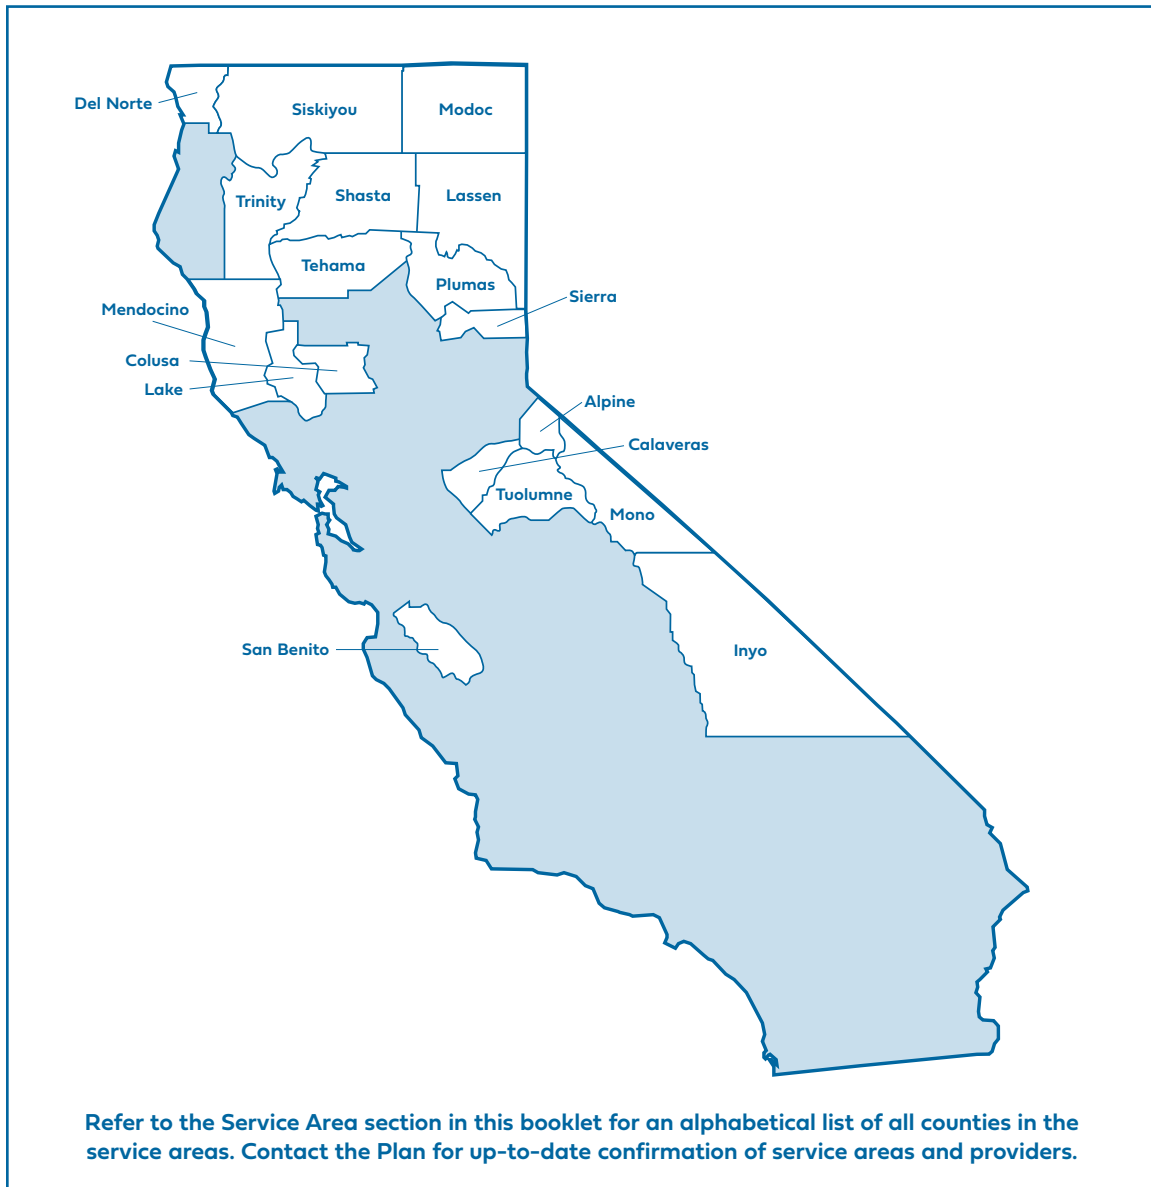 Del Norte
Siskiyou
Modoc
Trinity
Shasta
Lassen
Tehama
Plumas
Sierra
Mendocino
Colusa
Lake
Alpine
Calaveras
Tuolumne
Mono
San Benito
Inyo
Refer to the Service Area section in this booklet for an alphabetical list of all counties in the
service areas. Contact the Plan for up-to-date confirmation of service areas and providers.